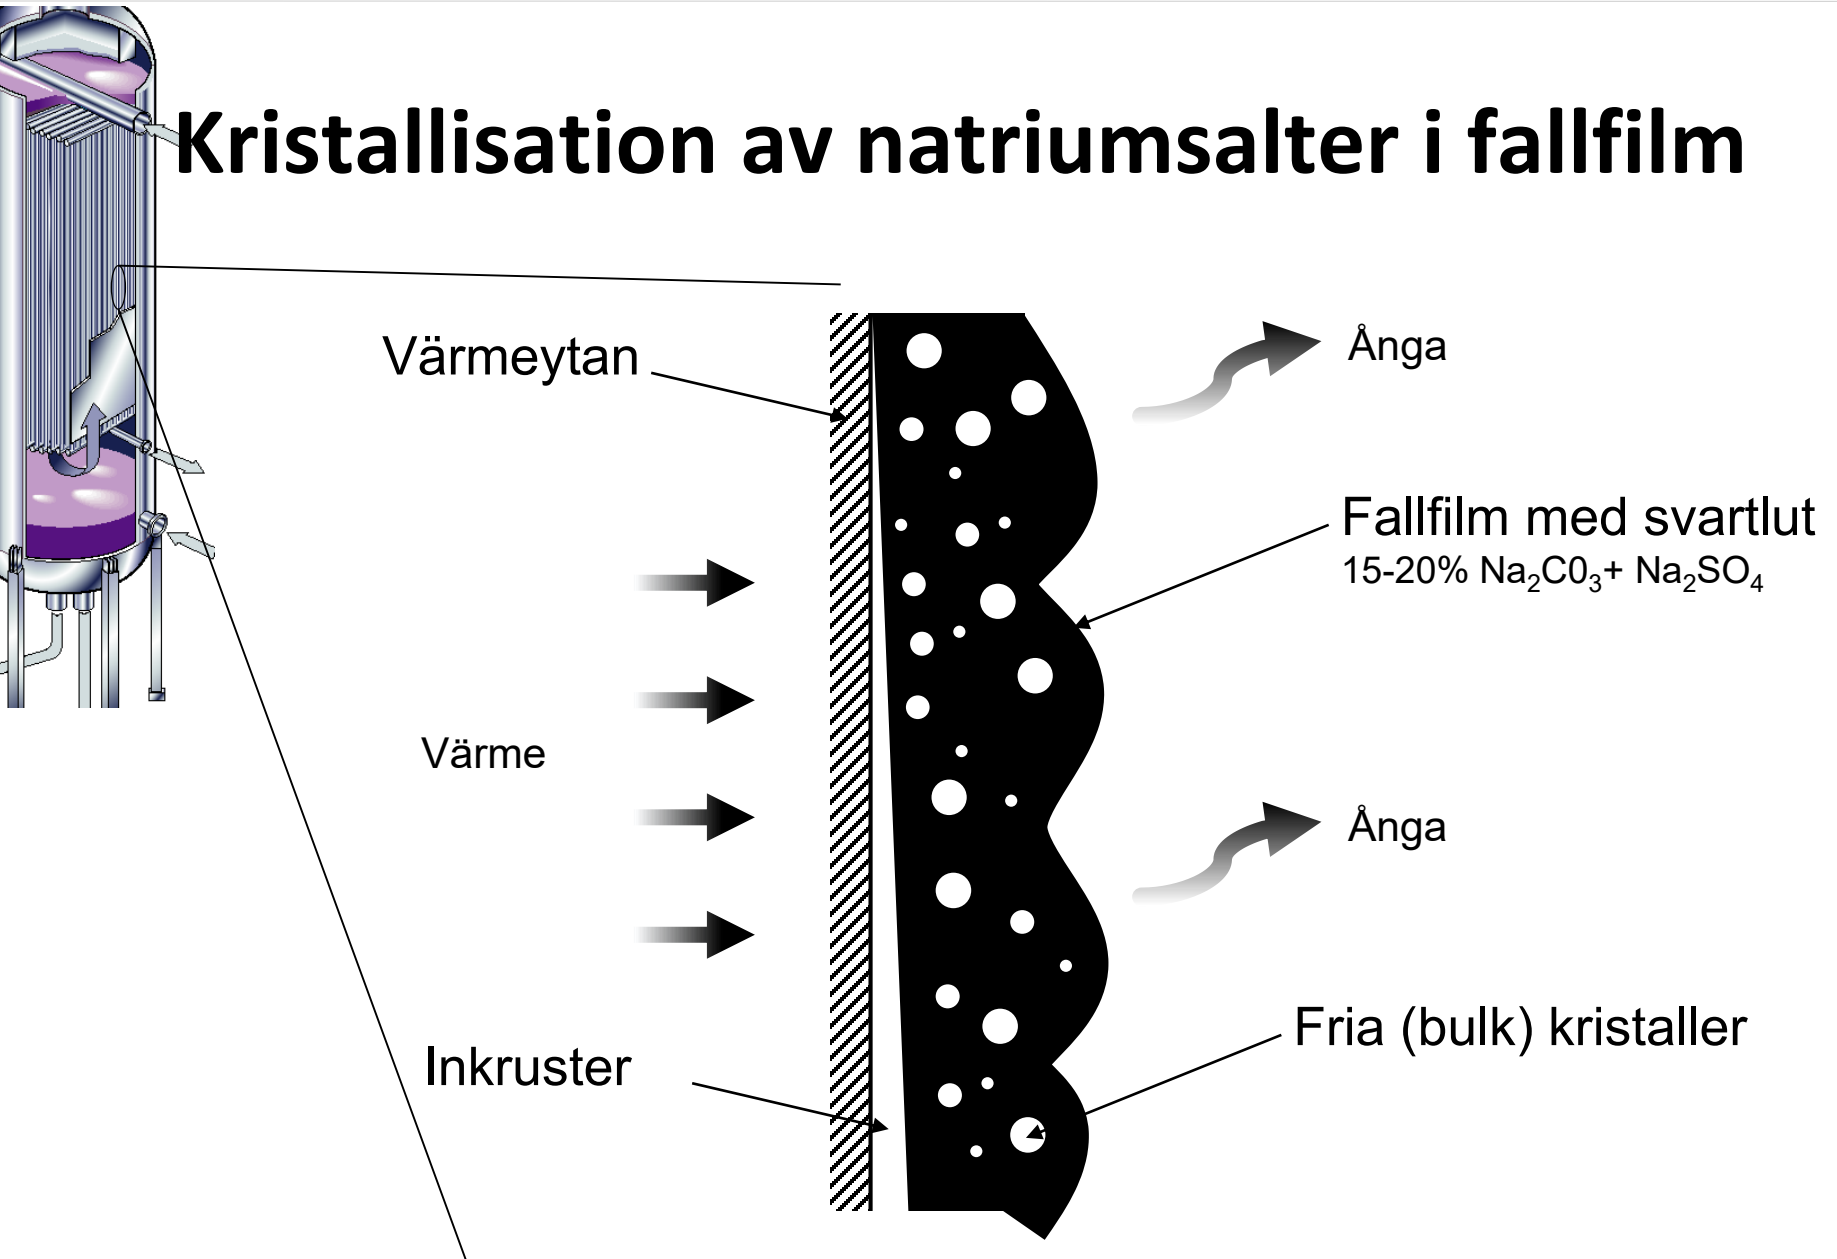 Kristallisation av natriumsalter i fallfilm
Värmeytan
Ånga
Fallfilm med svartlut
15-20% Na₂C0₃+ Na₂SO₄
Värme
Ånga
Fria (bulk) kristaller
Inkruster